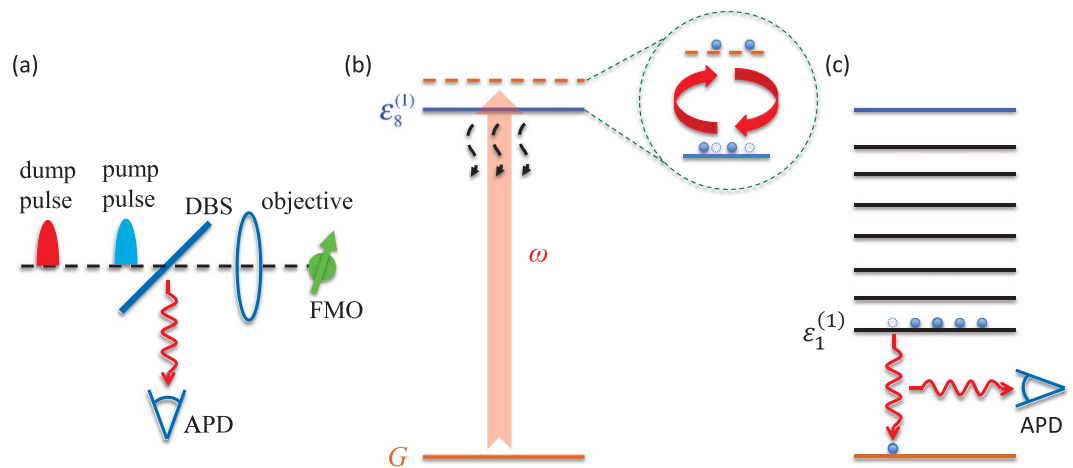 (a)
dump
pulse
pump
pulse
DBS
objective
FMO
APD
(b)
ε₈⁽¹⁾
ω
G
(c)
ε₁⁽¹⁾
APD